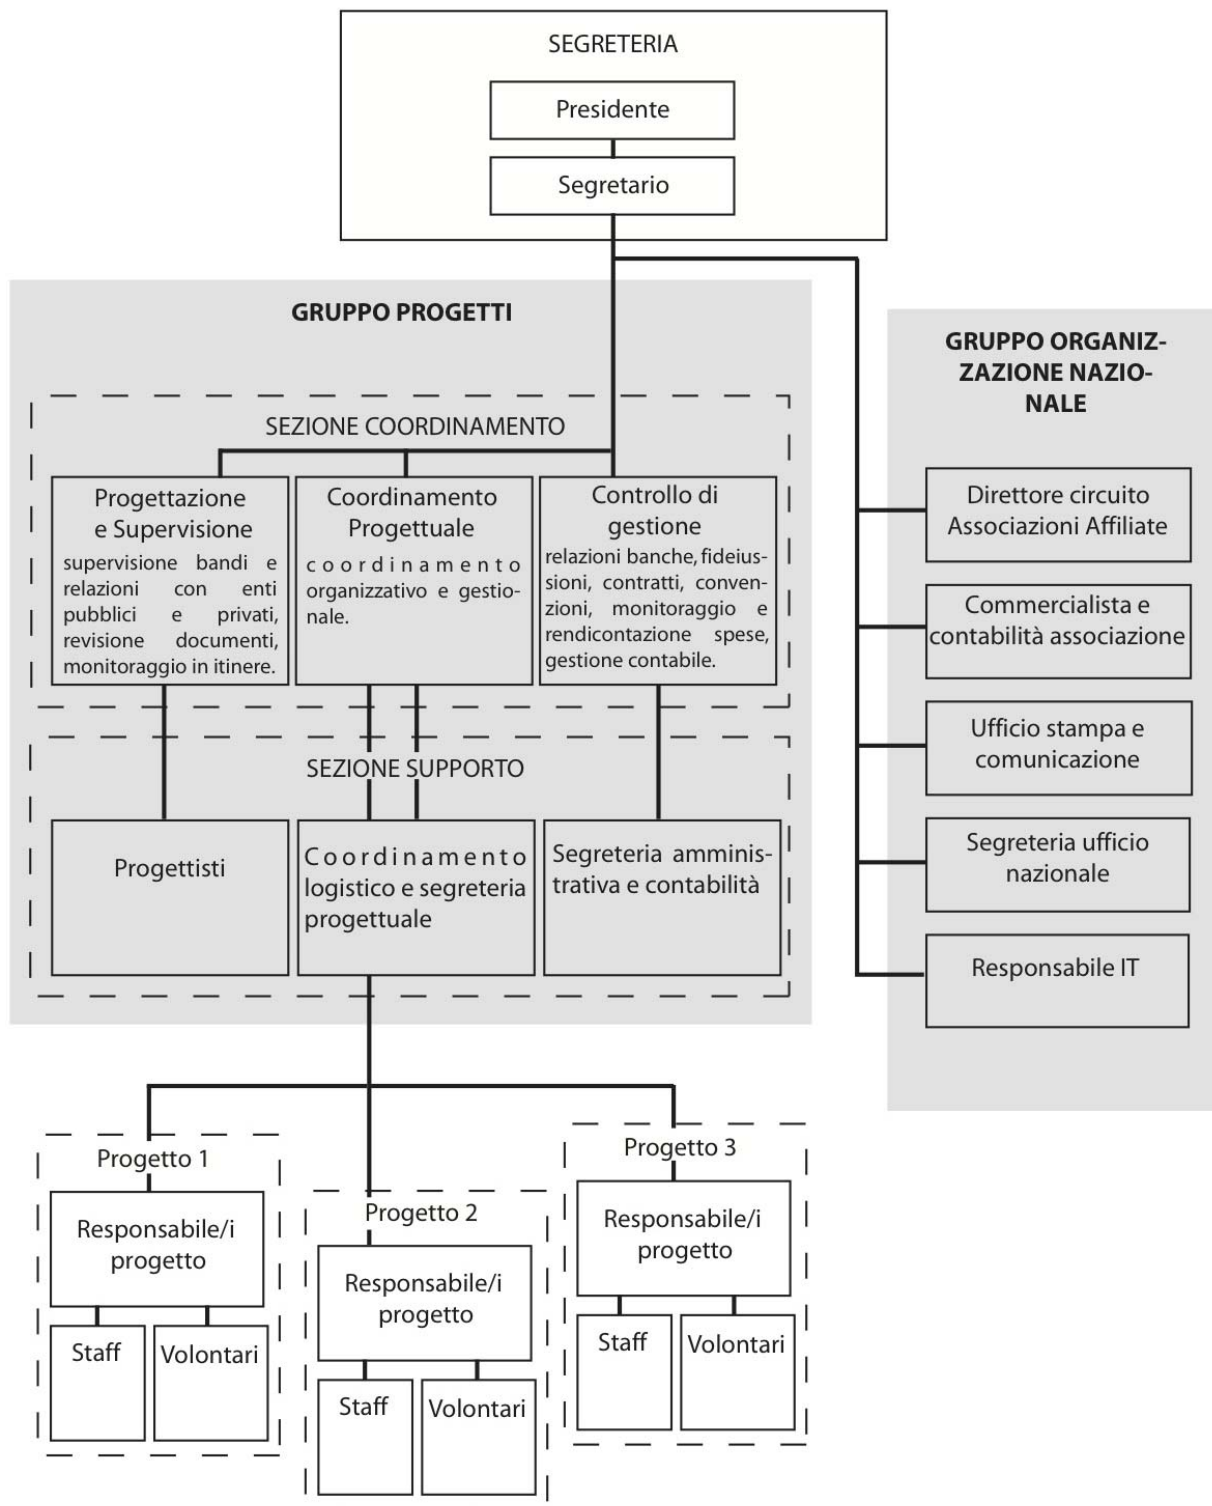 SEGRETERIA
Presidente
Segretario
GRUPPO PROGETTI
SEZIONE COORDINAMENTO
Progettazione
e Supervisione
supervisione bandi e
relazioni con enti
pubblici e privati,
revisione documenti,
monitoraggio in itinere.
Coordinamento
Progettuale
coordinamento
organizzativo e gestio-
nale.
Controllo di
gestione
relazioni banche, fideius-
sioni, contratti, conven-
zioni, monitoraggio e
rendicontazione spese,
gestione contabile.
SEZIONE SUPPORTO
Progettisti
Coordinamento
logistico e segreteria
progettuale
Segreteria amminis-
trativa e contabilità
GRUPPO ORGANIZ-
ZAZIONE NAZIO-
NALE
Direttore circuito
Associazioni Affiliate
Commercialista e
contabilità associazione
Ufficio stampa e
comunicazione
Segreteria ufficio
nazionale
Responsabile IT
Progetto 1
Responsabile/i
progetto
Staff
Volontari
Progetto 2
Responsabile/i
progetto
Staff
Volontari
Progetto 3
Responsabile/i
progetto
Staff
Volontari